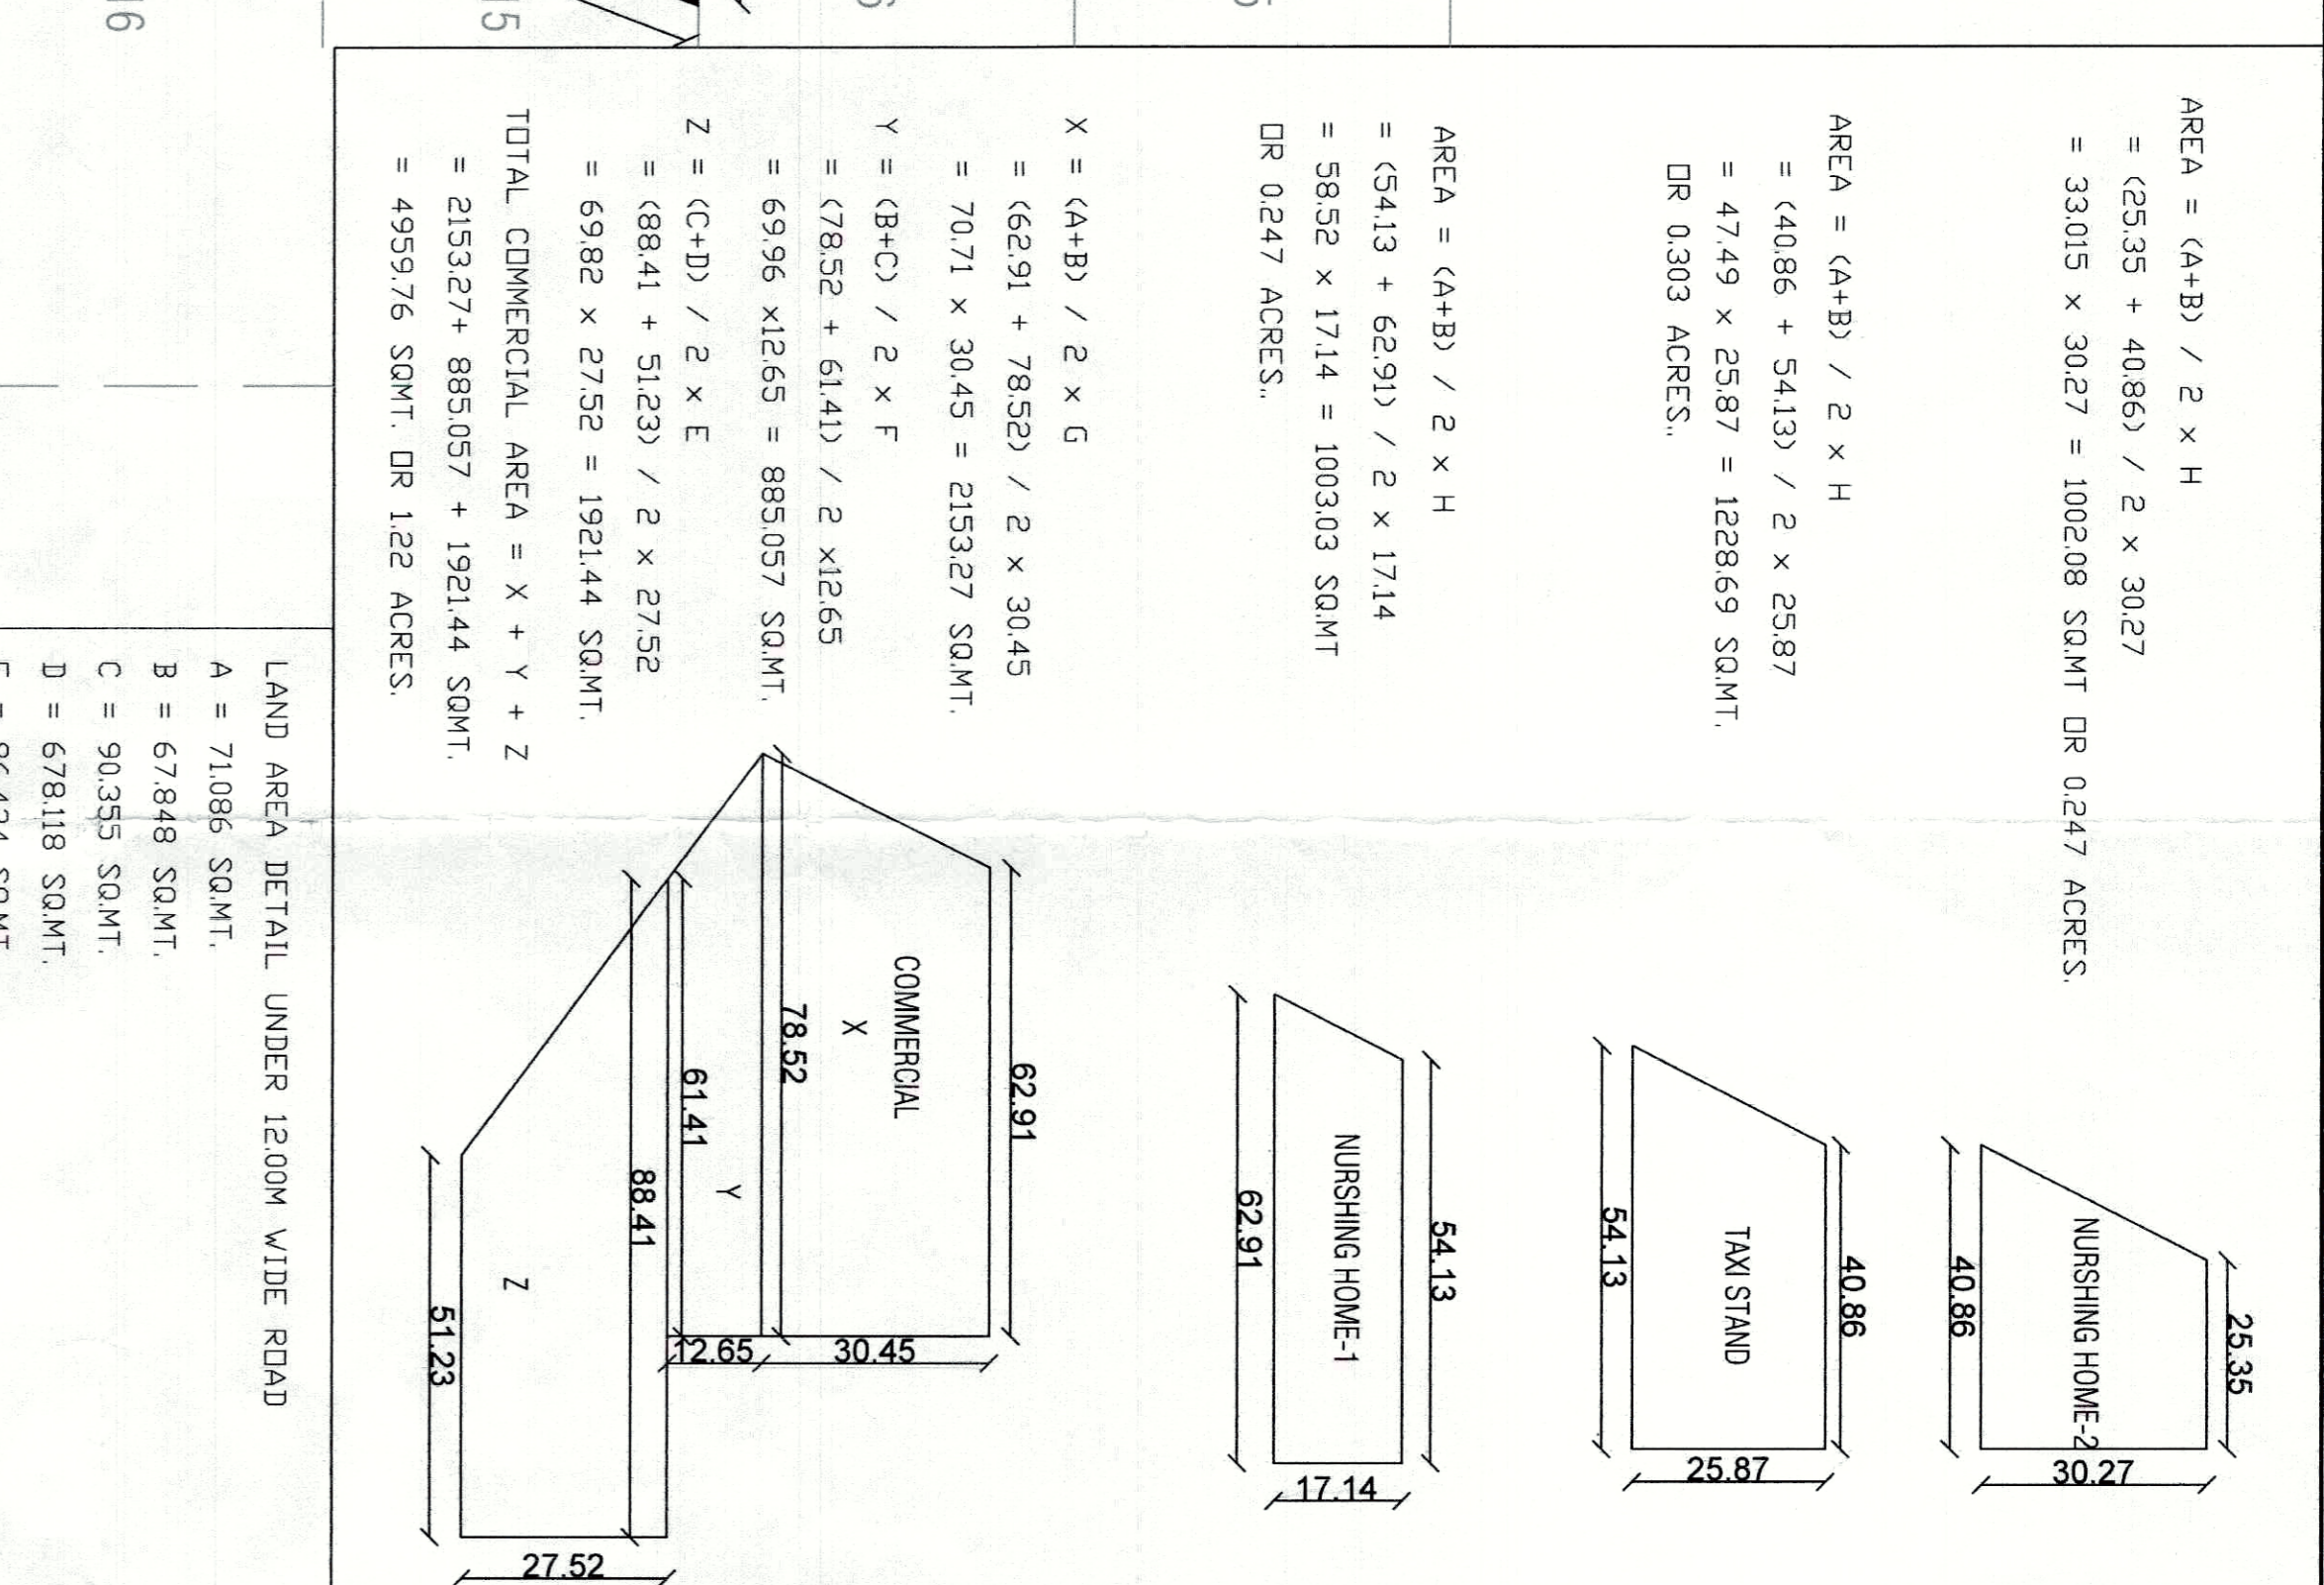 AREA = (A+B) / 2 x H
= (25.35 + 40.86) / 2 x 30.27
= 33.015 x 30.27 = 1002.08 SQ.MT OR 0.247 ACRES.
25.35
NURSHING HOME-2
40.86
30.27
AREA = (A+B) / 2 x H
= (40.86 + 54.13) / 2 x 25.87
= 47.49 x 25.87 = 1228.69 SQ.MT.
OR 0.303 ACRES..
40.86
TAXI STAND
54.13
25.87
AREA = (A+B) / 2 x H
= (54.13 + 62.91) / 2 x 17.14
= 58.52 x 17.14 = 1003.03 SQ.MT
OR 0.247 ACRES..
54.13
NURSHING HOME-1
62.91
17.14
X = (A+B) / 2 x G
= (62.91 + 78.52) / 2 x 30.45
= 70.71 x 30.45 = 2153.27 SQ.MT.
Y = (B+C) / 2 x F
= (78.52 + 61.41) / 2 x12.65
= 69.96 x12.65 = 885.057 SQ.MT.
Z = (C+D) / 2 x E
= (88.41 + 51.23) / 2 x 27.52
= 69.82 x 27.52 = 1921.44 SQ.MT.
TOTAL COMMERCIAL AREA = X + Y + Z
= 2153.27+ 885.057 + 1921.44 SQMT.
= 4959.76 SQMT. OR 1.22 ACRES.
62.91
COMMERCIAL
X
78.52
30.45
Y
61.41
12.65
88.41
Z
51.23
27.52
LAND AREA DETAIL UNDER 12.00M WIDE ROAD
A = 71.086 SQ.MT.
B = 67.848 SQ.MT.
C = 90.355 SQ.MT.
D = 678.118 SQ.MT.
15
16